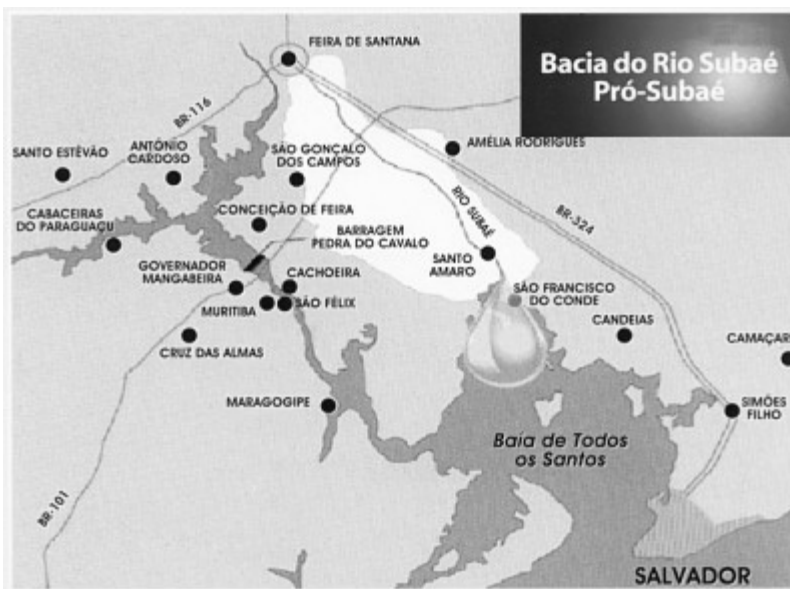 Bacia do Rio Subaé
Pró-Subaé
FEIRA DE SANTANA
BR-116
SANTO ESTÊVÃO
ANTÔNIO
CARDOSO
SÃO GONÇALO
DOS CAMPOS
AMÉLIA RODRIGUES
CABACEIRAS
DO PARAGUAÇU
CONCEIÇÃO DE FEIRA
RIO SUBAÉ
BR-324
BARRAGEM
PEDRA DO CAVALO
SANTO
AMARO
GOVERNADOR
MANGABEIRA
CACHOEIRA
SÃO FRANCISCO
DO CONDE
MURITIBA
SÃO FÉLIX
CANDEIAS
CAMAÇARI
CRUZ DAS ALMAS
MARAGOGIPE
SIMÕES
FILHO
Baía de Todos
os Santos
BR-101
SALVADOR